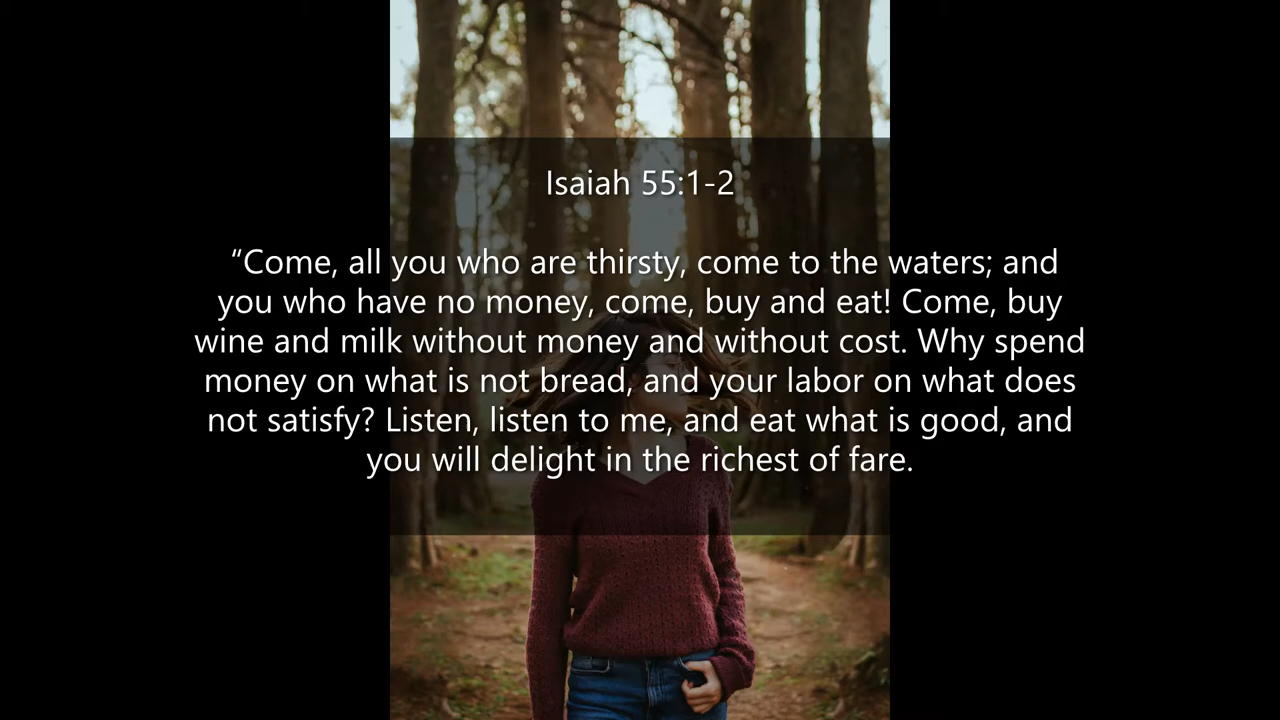 Isaiah 55:1-2
“Come, all you who are thirsty, come to the waters; and
you who have no money, come, buy and eat! Come, buy
wine and milk without money and without cost. Why spend
money on what is not bread, and your labor on what does
not satisfy? Listen, listen to me, and eat what is good, and
you will delight in the richest of fare.